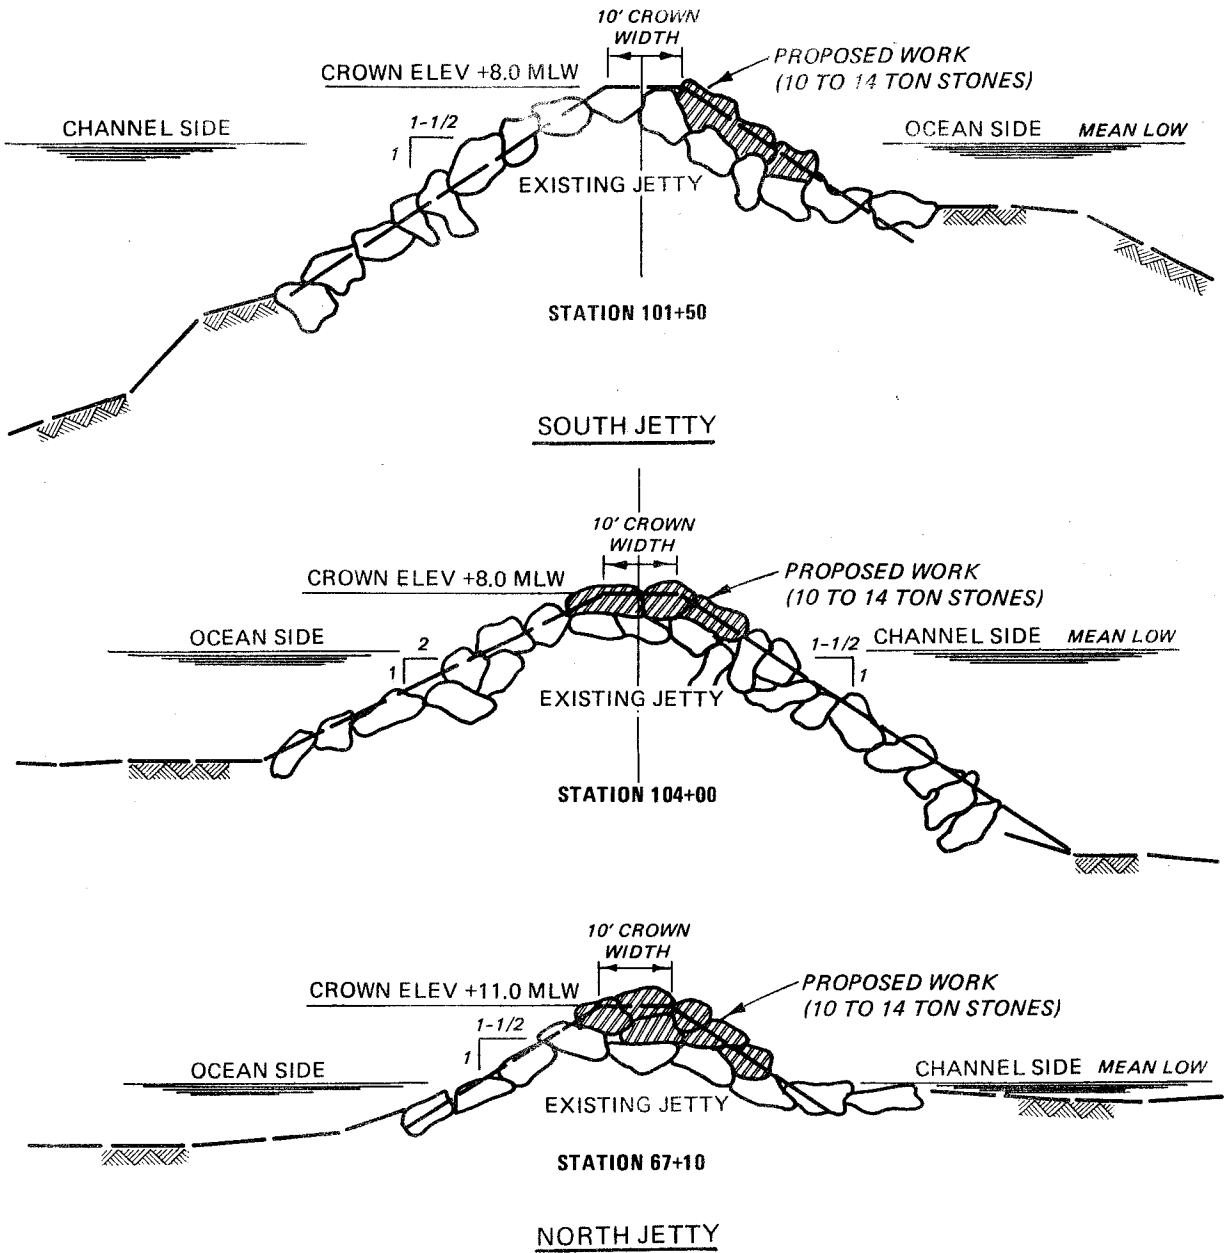 10' CROWN
WIDTH
PROPOSED WORK
(10 TO 14 TON STONES)
CROWN ELEV +8.0 MLW
CHANNEL SIDE
1-1/2
1
OCEAN SIDE MEAN LOW
EXISTING JETTY
STATION 101+50
SOUTH JETTY
10' CROWN
WIDTH
PROPOSED WORK
(10 TO 14 TON STONES)
CROWN ELEV +8.0 MLW
OCEAN SIDE
2
1
1-1/2
1
CHANNEL SIDE MEAN LOW
EXISTING JETTY
STATION 104+00
10' CROWN
WIDTH
PROPOSED WORK
(10 TO 14 TON STONES)
CROWN ELEV +11.0 MLW
1-1/2
1
OCEAN SIDE
CHANNEL SIDE MEAN LOW
EXISTING JETTY
STATION 67+10
NORTH JETTY